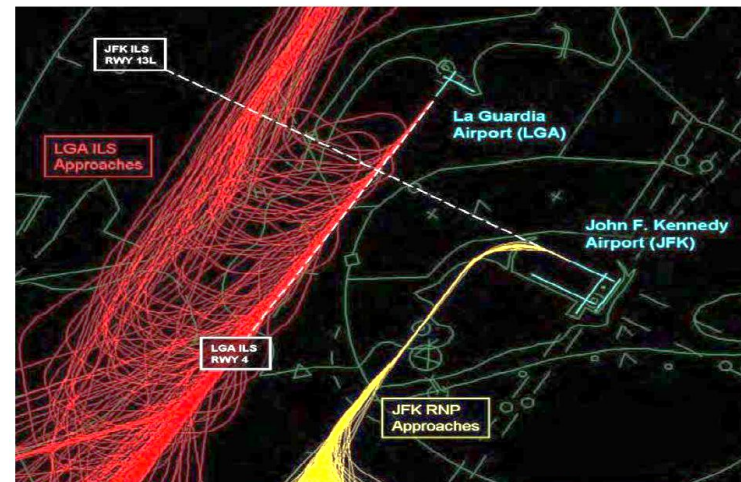 JFK ILS
RWY 13L
La Guardia
Airport (LGA)
LGA ILS
Approaches
John F. Kennedy
Airport (JFK)
LGA ILS
RWY 4
JFK RNP
Approaches